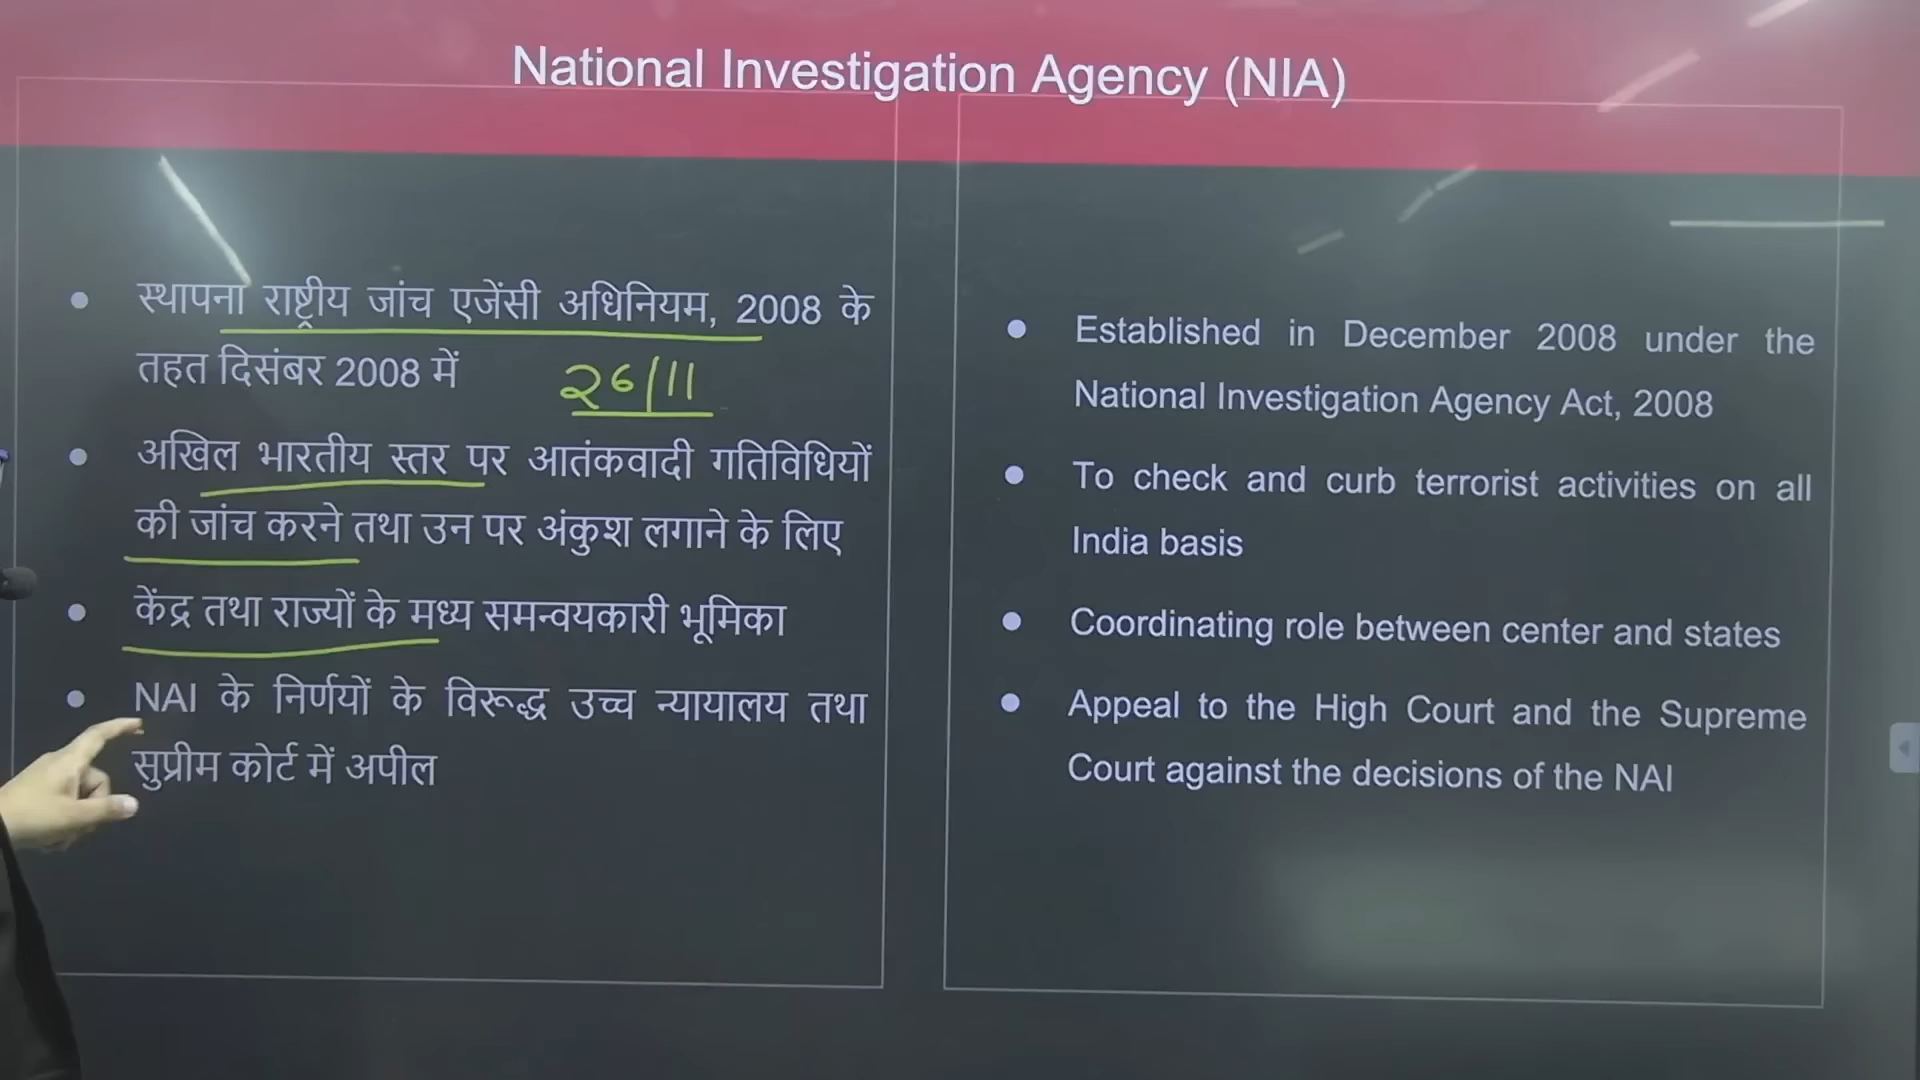 National Investigation Agency (NIA)
स्थापना राष्ट्रीय जांच एजेंसी अधिनियम, 2008 के
तहत दिसंबर 2008 में
26/11
अखिल भारतीय स्तर पर आतंकवादी गतिविधियों
की जांच करने तथा उन पर अंकुश लगाने के लिए
केंद्र तथा राज्यों के मध्य समन्वयकारी भूमिका
NAI के निर्णयों के विरूद्ध उच्च न्यायालय तथा
सुप्रीम कोर्ट में अपील
Established in December 2008 under the
National Investigation Agency Act, 2008
To check and curb terrorist activities on all
India basis
Coordinating role between center and states
Appeal to the High Court and the Supreme
Court against the decisions of the NAI